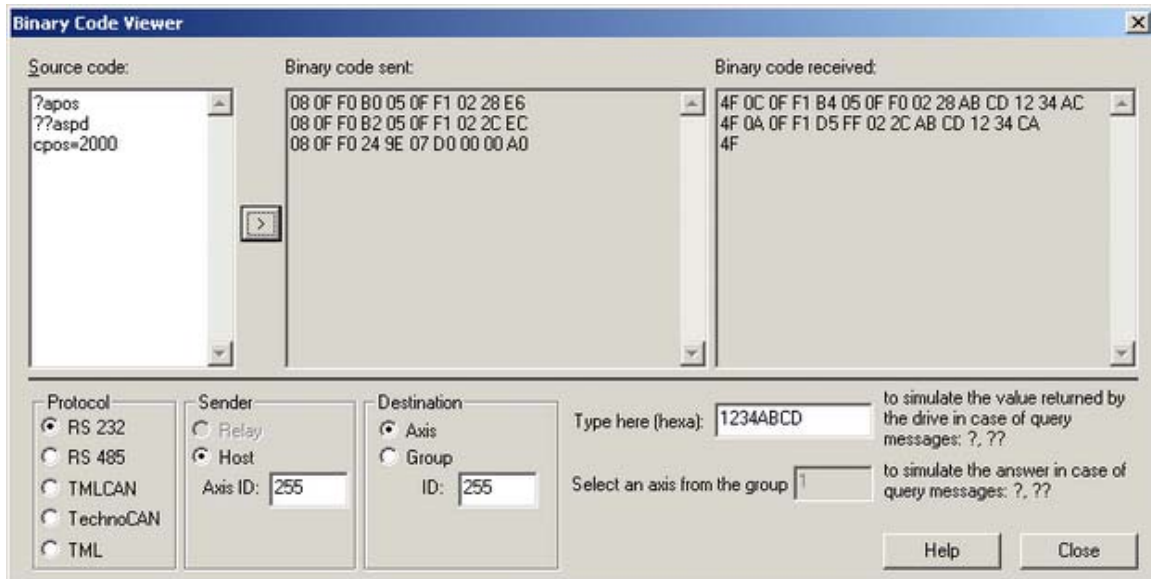 Binary Code Viewer
Source code:
?apos
??aspd
cpos=2000
>
Binary code sent:
08 0F F0 B0 05 0F F1 02 28 E6
08 0F F0 B2 05 0F F1 02 2C EC
08 0F F0 24 9E 07 D0 00 00 A0
Binary code received:
4F 0C 0F F1 B4 05 0F F0 02 28 AB CD 12 34 AC
4F 0A 0F F1 D5 FF 02 2C AB CD 12 34 CA
4F
Protocol
RS 232
RS 485
TMLCAN
TechnoCAN
TML
Sender
Relay
Host
Axis ID: 255
Destination
Axis
Group
ID: 255
Type here (hexa): 1234ABCD
to simulate the value returned by
the drive in case of query
messages: ?, ??
Select an axis from the group 1
to simulate the answer in case of
query messages: ?, ??
Help
Close